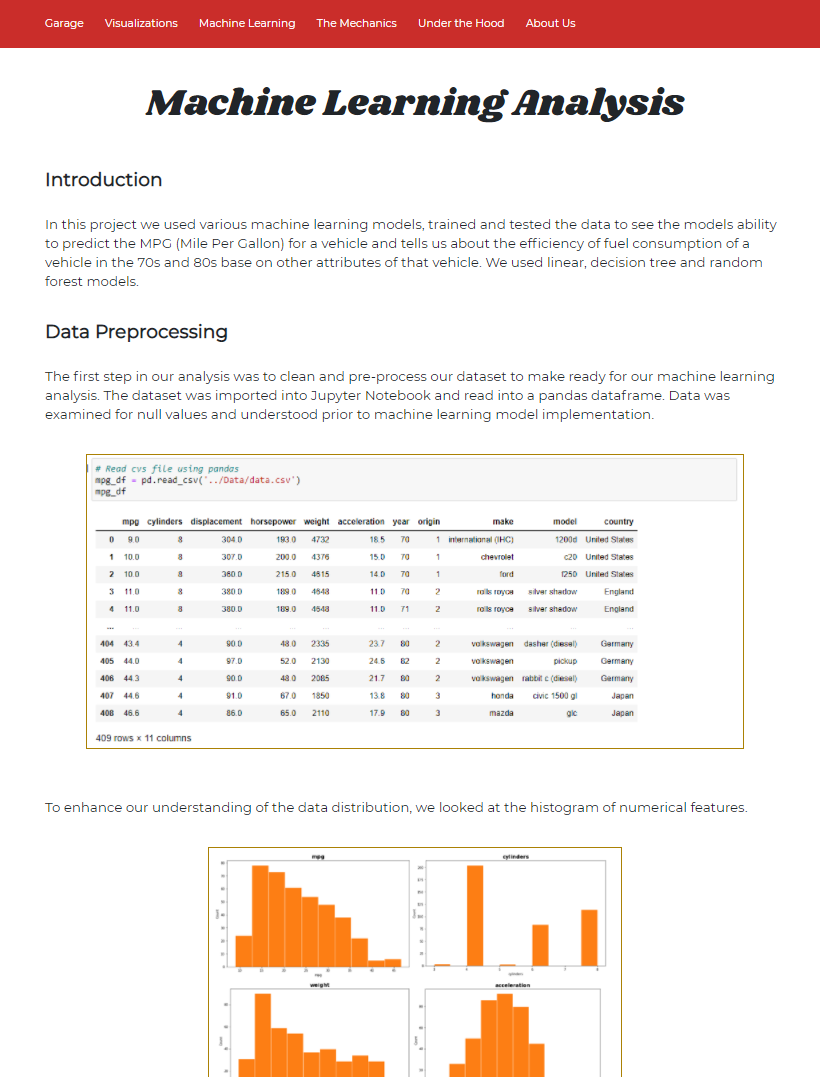 Garage Visualizations Machine Learning The Mechanics Under the Hood About Us
Machine Learning Analysis
Introduction
In this project we used various machine learning models, trained and tested the data to see the models ability
to predict the MPG (Mile Per Gallon) for a vehicle and tells us about the efficiency of fuel consumption of a
vehicle in the 70s and 80s base on other attributes of that vehicle. We used linear, decision tree and random
forest models.
Data Preprocessing
The first step in our analysis was to clean and pre-process our dataset to make ready for our machine learning
analysis. The dataset was imported into Jupyter Notebook and read into a pandas dataframe. Data was
examined for null values and understood prior to machine learning model implementation.
# Read cvs file using pandas
mpg_df = pd.read_csv('../Data/data.csv')
mpg_df
mpg cylinders displacement horsepower weight acceleration year origin make model country
0 9.0 8 304.0 193.0 4732 18.5 70 1 international (IHC) 1200d United States
1 10.0 8 307.0 200.0 4376 15.0 70 1 chevrolet c20 United States
2 10.0 8 360.0 215.0 4615 14.0 70 1 ford f250 United States
3 11.0 8 380.0 189.0 4648 11.0 70 2 rolls royce silver shadow England
4 11.0 8 380.0 189.0 4648 11.0 71 2 rolls royce silver shadow England
... ... ... ... ... ... ... ... ... ... ... ...
404 43.4 4 90.0 48.0 2335 23.7 80 2 volkswagen dasher (diesel) Germany
405 44.0 4 97.0 52.0 2130 24.6 82 2 volkswagen pickup Germany
406 44.3 4 90.0 48.0 2085 21.7 80 2 volkswagen rabbit c (diesel) Germany
407 44.6 4 91.0 67.0 1850 13.8 80 3 honda civic 1500 gl Japan
408 46.6 4 86.0 65.0 2110 17.9 80 3 mazda glc Japan
409 rows × 11 columns
To enhance our understanding of the data distribution, we looked at the histogram of numerical features.
mpg cylinders
mpg cylinders
weight acceleration